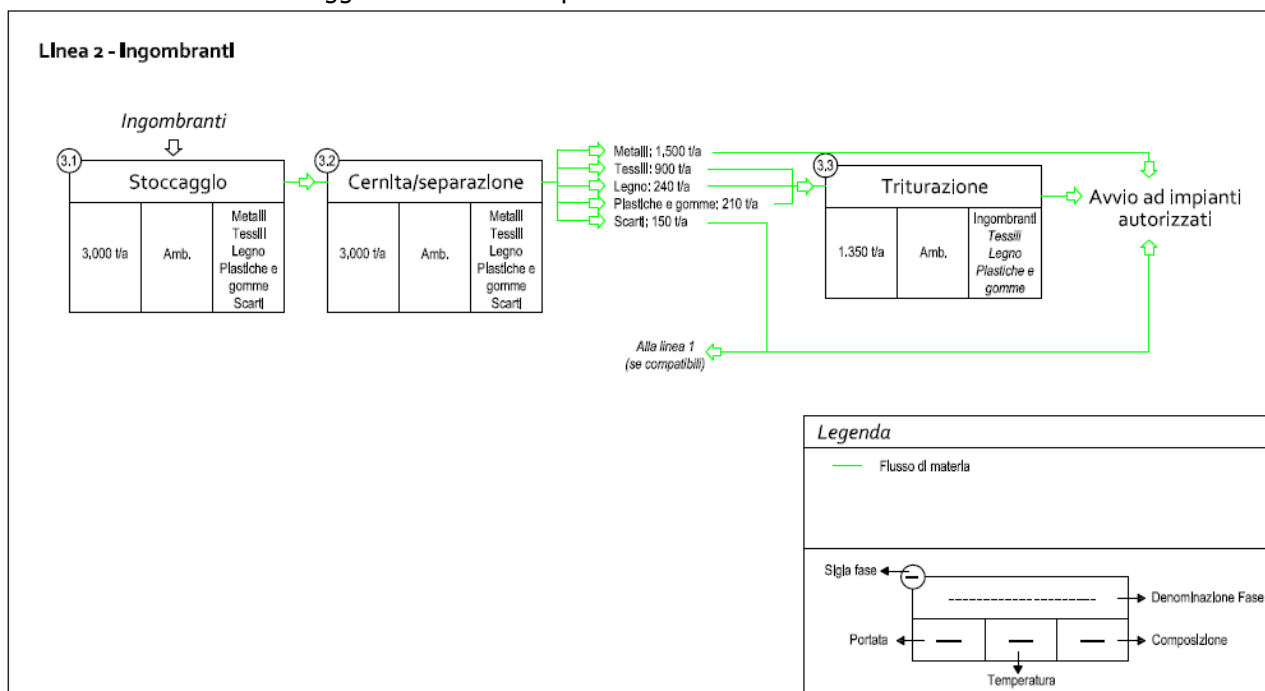 Linea 2 - Ingombranti
Ingombranti
3.1
Stoccaggio
3,000 t/a
Amb.
Metalli
Tessili
Legno
Plastiche e
gomme
Scarti
3.2
Cernita/separazione
3,000 t/a
Amb.
Metalli
Tessili
Legno
Plastiche e
gomme
Scarti
Metalli: 1,500 t/a
Tessili: 900 t/a
Legno: 240 t/a
Plastiche e gomme: 210 t/a
Scarti: 150 t/a
3.3
Triturazione
1.350 t/a
Amb.
Ingombranti
Tessili
Legno
Plastiche e
gomme
Avvio ad impianti
autorizzati
Alla linea 1
(se compatibili)
Legenda
Flusso di materia
Sigla fase
Denominazione Fase
Portata
Composizione
Temperatura